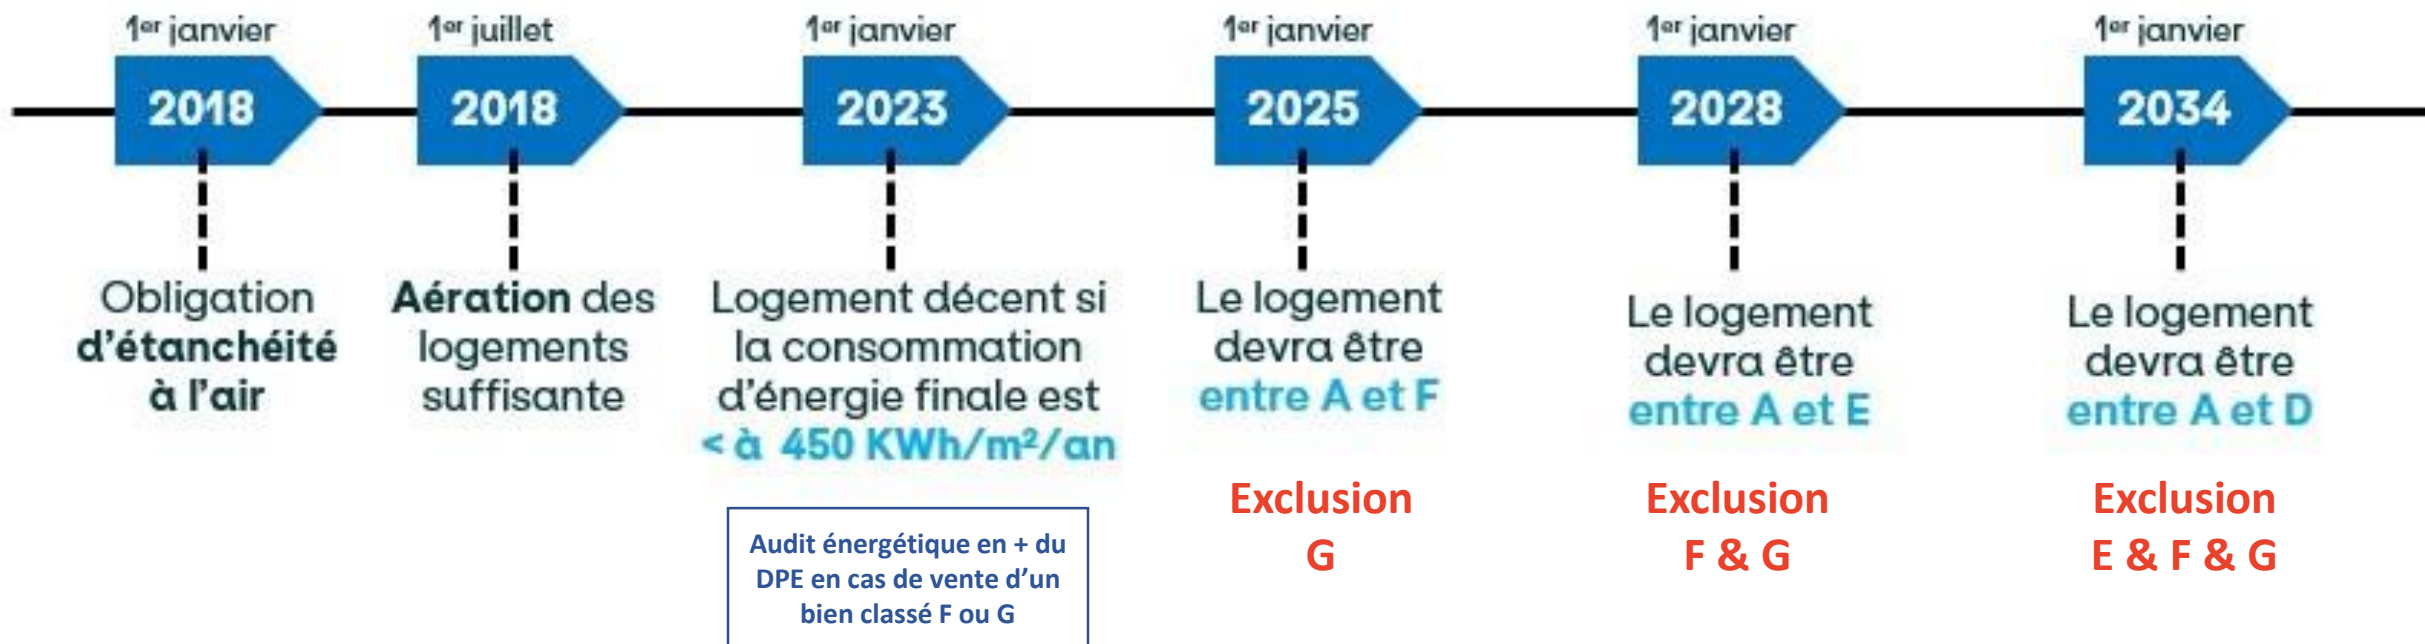 1er janvier
2018
Obligation
d'étanchéité
à l'air
1er juillet
2018
Aération des
logements
suffisante
1er janvier
2023
Logement décent si
la consommation
d'énergie finale est
< à 450 KWh/m²/an
Audit énergétique en + du
DPE en cas de vente d'un
bien classé F ou G
1er janvier
2025
Le logement
devra être
entre A et F
Exclusion
G
1er janvier
2028
Le logement
devra être
entre A et E
Exclusion
F & G
1er janvier
2034
Le logement
devra être
entre A et D
Exclusion
E & F & G